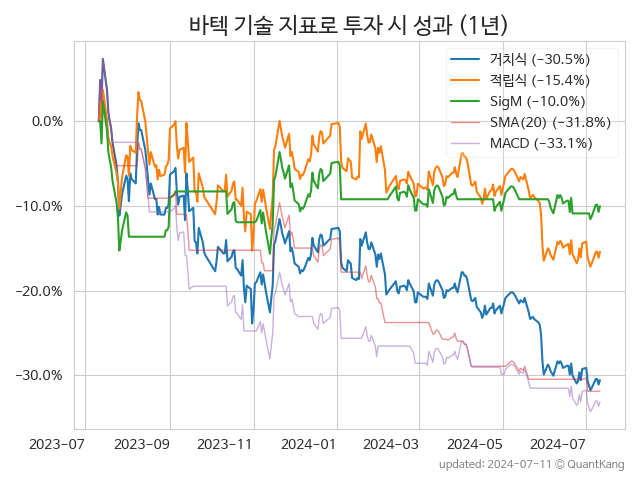 바텍 기술 지표로 투자 시 성과 (1년)
거치식 (−30.5%)
적립식 (−15.4%)
SigM (−10.0%)
SMA(20) (−31.8%)
MACD (−33.1%)
0.0%
−10.0%
−20.0%
−30.0%
2023-07 2023-09 2023-11 2024-01 2024-03 2024-05 2024-07
updated: 2024-07-11 © QuantKang